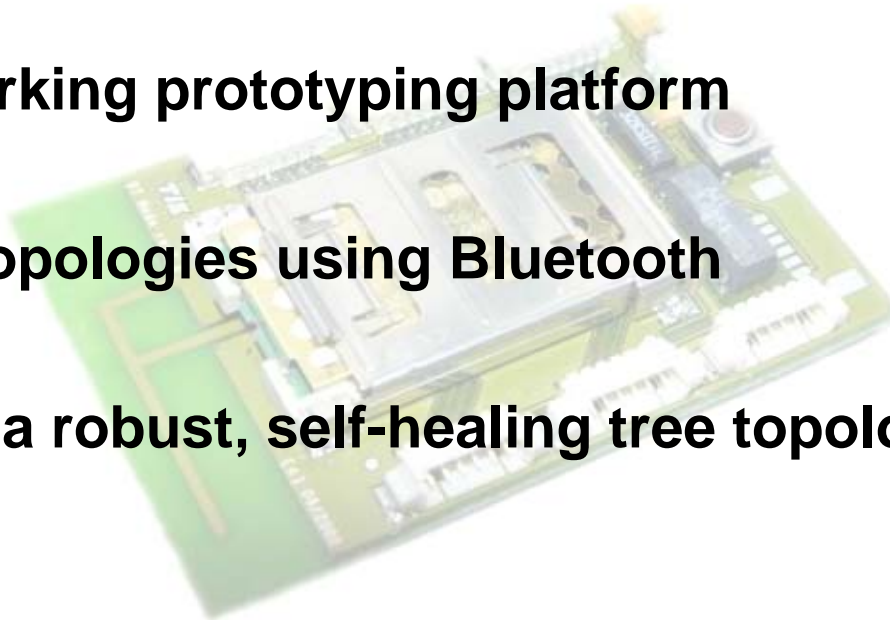 rking prototyping platform
opologies using Bluetooth
a robust, self-healing tree topolo